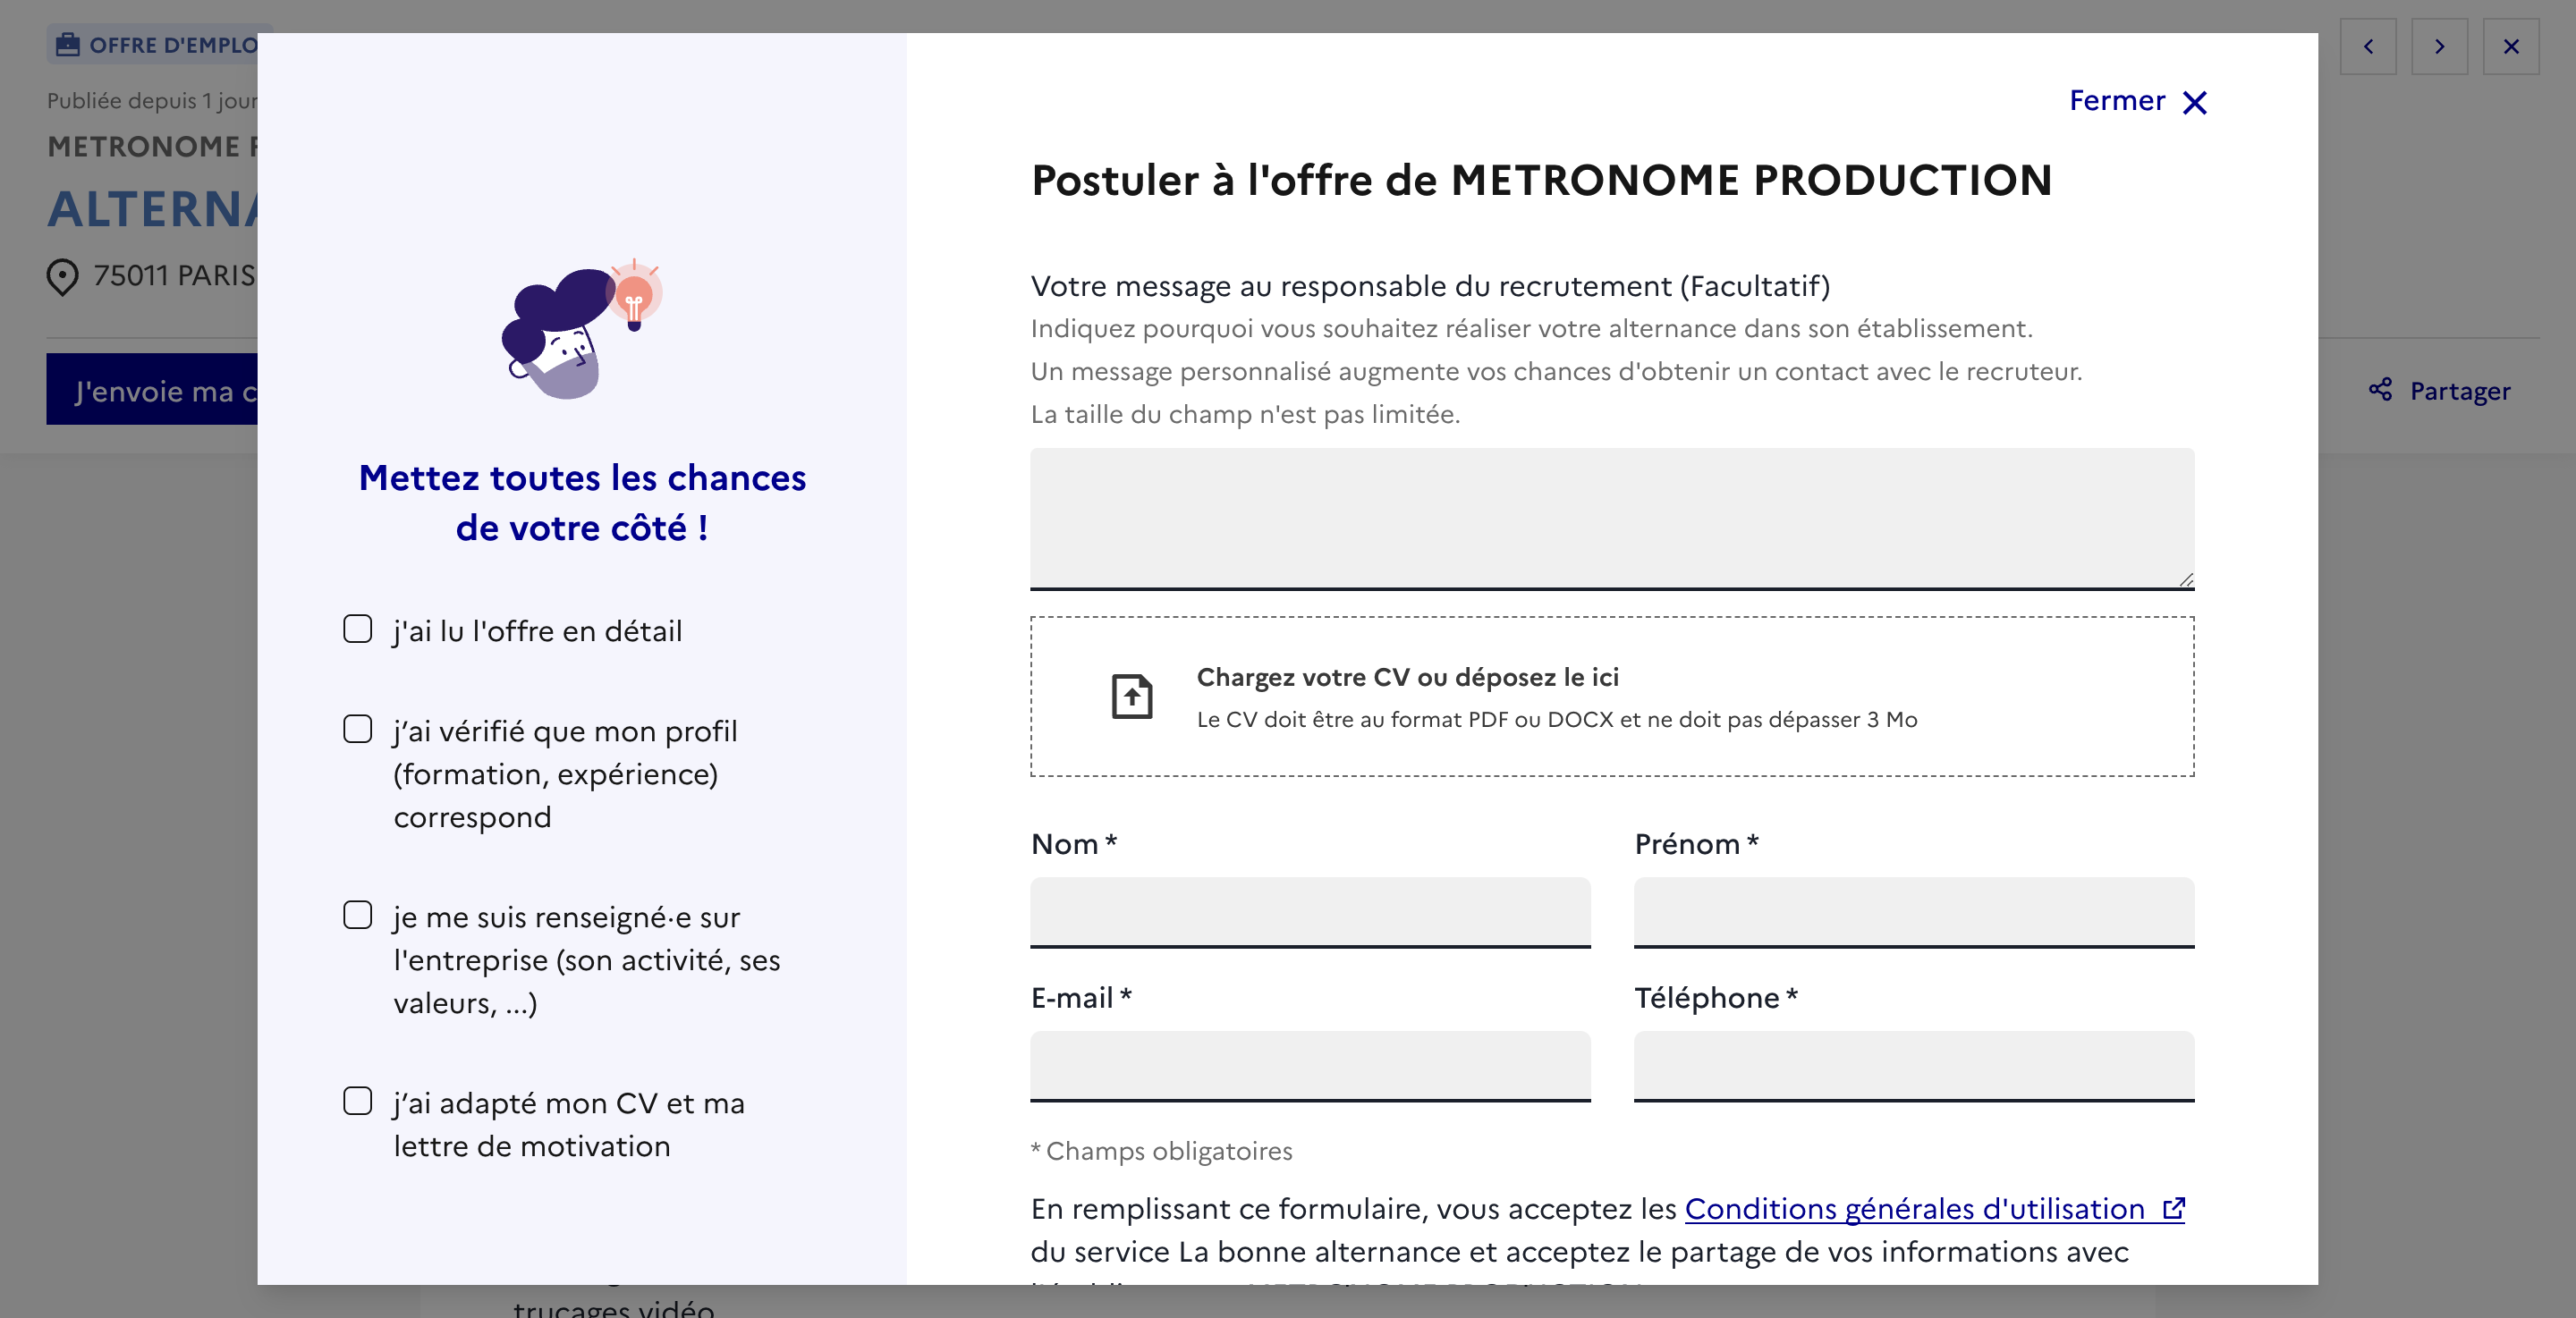 OFFRE D'EMPLO
Publiée depuis 1 jour
METRONOME
ALTERNA
75011 PARIS
J'envoie ma c
Partager
Mettez toutes les chances
de votre côté !
j'ai lu l'offre en détail
j’ai vérifié que mon profil
(formation, expérience)
correspond
je me suis renseigné·e sur
l'entreprise (son activité, ses
valeurs, ...)
j’ai adapté mon CV et ma
lettre de motivation
Fermer
Postuler à l'offre de METRONOME PRODUCTION
Votre message au responsable du recrutement (Facultatif)
Indiquez pourquoi vous souhaitez réaliser votre alternance dans son établissement.
Un message personnalisé augmente vos chances d'obtenir un contact avec le recruteur.
La taille du champ n'est pas limitée.
Chargez votre CV ou déposez le ici
Le CV doit être au format PDF ou DOCX et ne doit pas dépasser 3 Mo
Nom *
Prénom *
E-mail *
Téléphone *
* Champs obligatoires
En remplissant ce formulaire, vous acceptez les Conditions générales d'utilisation
du service La bonne alternance et acceptez le partage de vos informations avec
trucages vidéo